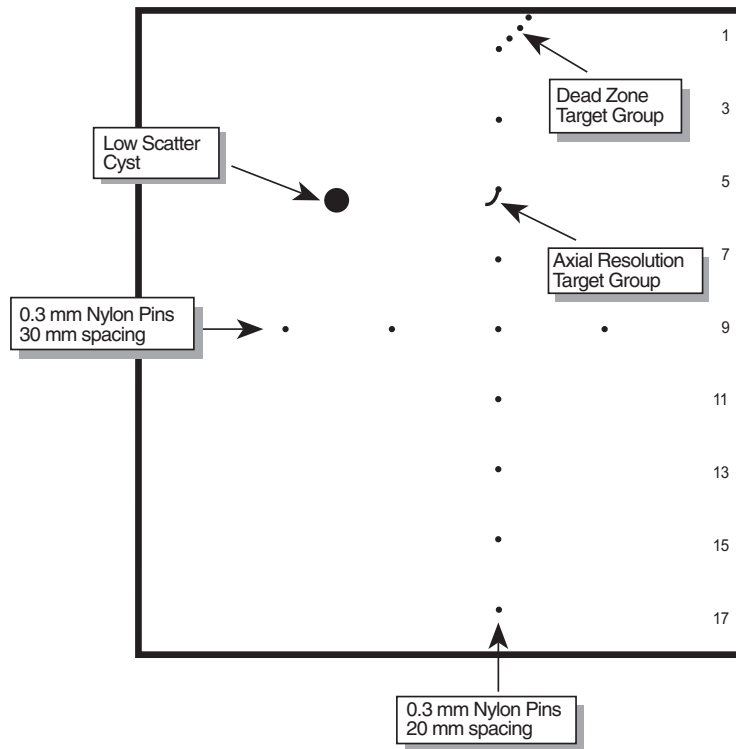 1
Dead Zone
Target Group
3
Low Scatter
Cyst
5
7
Axial Resolution
Target Group
0.3 mm Nylon Pins
30 mm spacing
9
11
13
15
17
0.3 mm Nylon Pins
20 mm spacing